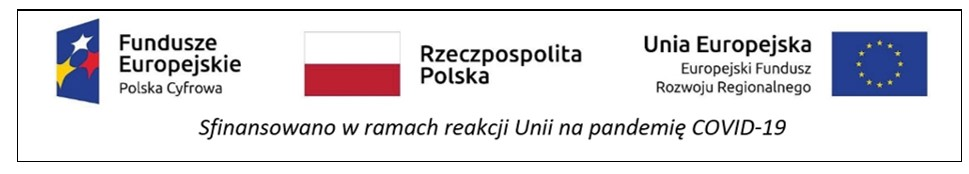 Fundusze
Europejskie
Polska Cyfrowa
Rzeczpospolita
Polska
Unia Europejska
Europejski Fundusz
Rozwoju Regionalnego
Sfinansowano w ramach reakcji Unii na pandemię COVID-19